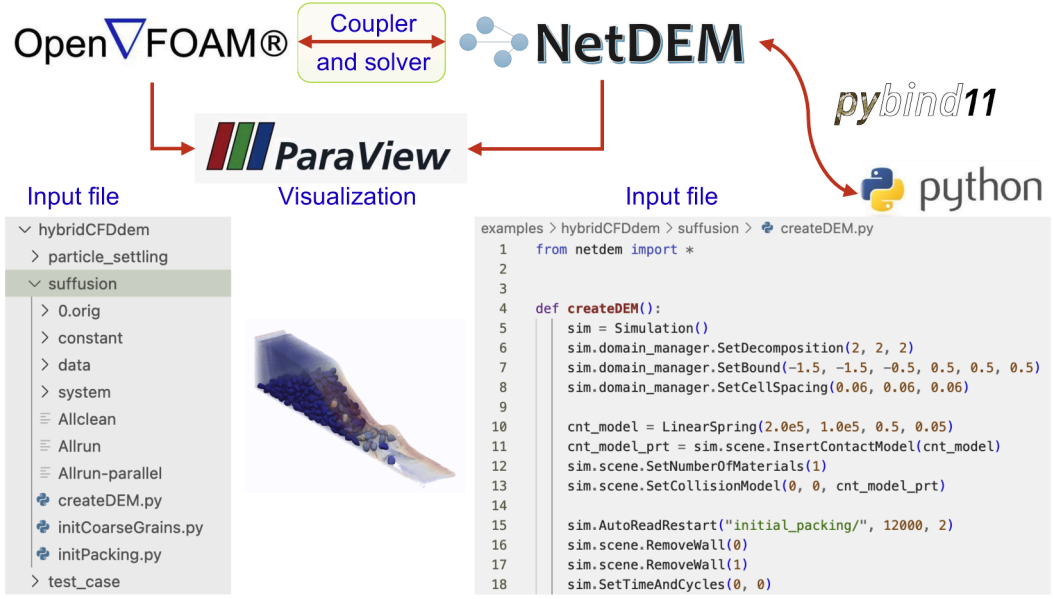 Open▽FOAM®
Coupler
and solver
NetDEM
pybind11
ParaView
python
Input file
Visualization
Input file
hybridCFDdem
particle_settling
suffusion
0.orig
constant
data
system
Allclean
Allrun
Allrun-parallel
createDEM.py
initCoarseGrains.py
initPacking.py
test_case
examples > hybridCFDdem > suffusion > createDEM.py
1 from netdem import *
2
3
4 def createDEM():
5 sim = Simulation()
6 sim.domain_manager.SetDecomposition(2, 2, 2)
7 sim.domain_manager.SetBound(-1.5, -1.5, -0.5, 0.5, 0.5, 0.5)
8 sim.domain_manager.SetCellSpacing(0.06, 0.06, 0.06)
9
10 cnt_model = LinearSpring(2.0e5, 1.0e5, 0.5, 0.05)
11 cnt_model_prt = sim.scene.InsertContactModel(cnt_model)
12 sim.scene.SetNumberOfMaterials(1)
13 sim.scene.SetCollisionModel(0, 0, cnt_model_prt)
14
15 sim.AutoReadRestart("initial_packing/", 12000, 2)
16 sim.scene.RemoveWall(0)
17 sim.scene.RemoveWall(1)
18 sim.SetTimeAndCycles(0, 0)